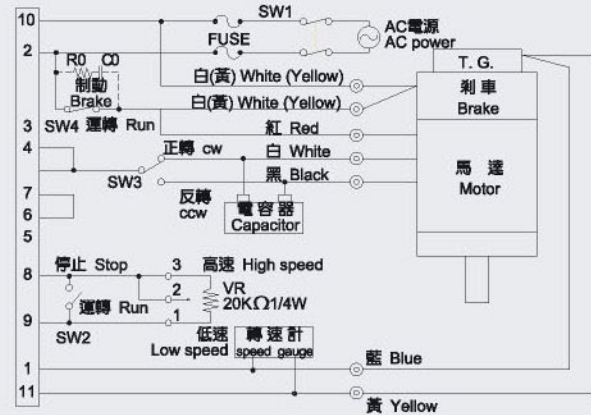 10
SW1
AC電源
AC power
FUSE
2
T. G.
R0 C0
制動
Brake
白(黃) White (Yellow)
剎車
Brake
白(黃) White (Yellow)
SW4 運轉 Run
3
紅 Red
4
正轉 cw
白 White
SW3
馬達
Motor
黑 Black
7
反轉
ccw
電容器
Capacitor
6
5
停止 Stop
3 高速 High speed
8
2
VR
20KΩ1/4W
運轉 Run
1
9
SW2
低速
Low speed
轉速計
speed gauge
1
藍 Blue
11
黃 Yellow